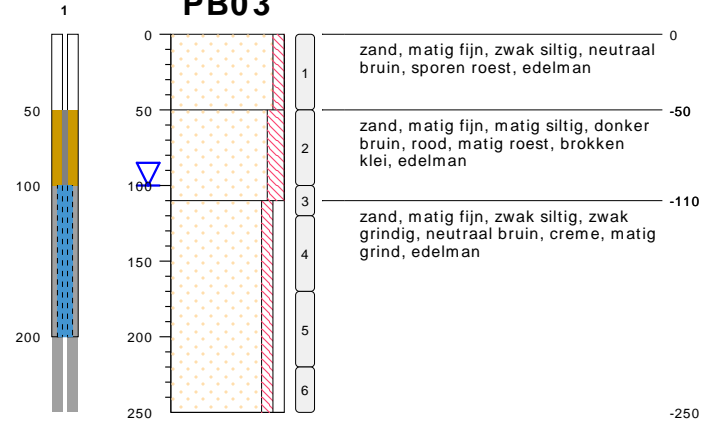 PB03
1
50
100
200
0
50
100
150
200
250
1
2
3
4
5
6
zand, matig fijn, zwak siltig, neutraal
bruin, sporen roest, edelman
zand, matig fijn, matig siltig, donker
bruin, rood, matig roest, brokken
klei, edelman
zand, matig fijn, zwak siltig, zwak
grindig, neutraal bruin, creme, matig
grind, edelman
0
-50
-110
-250